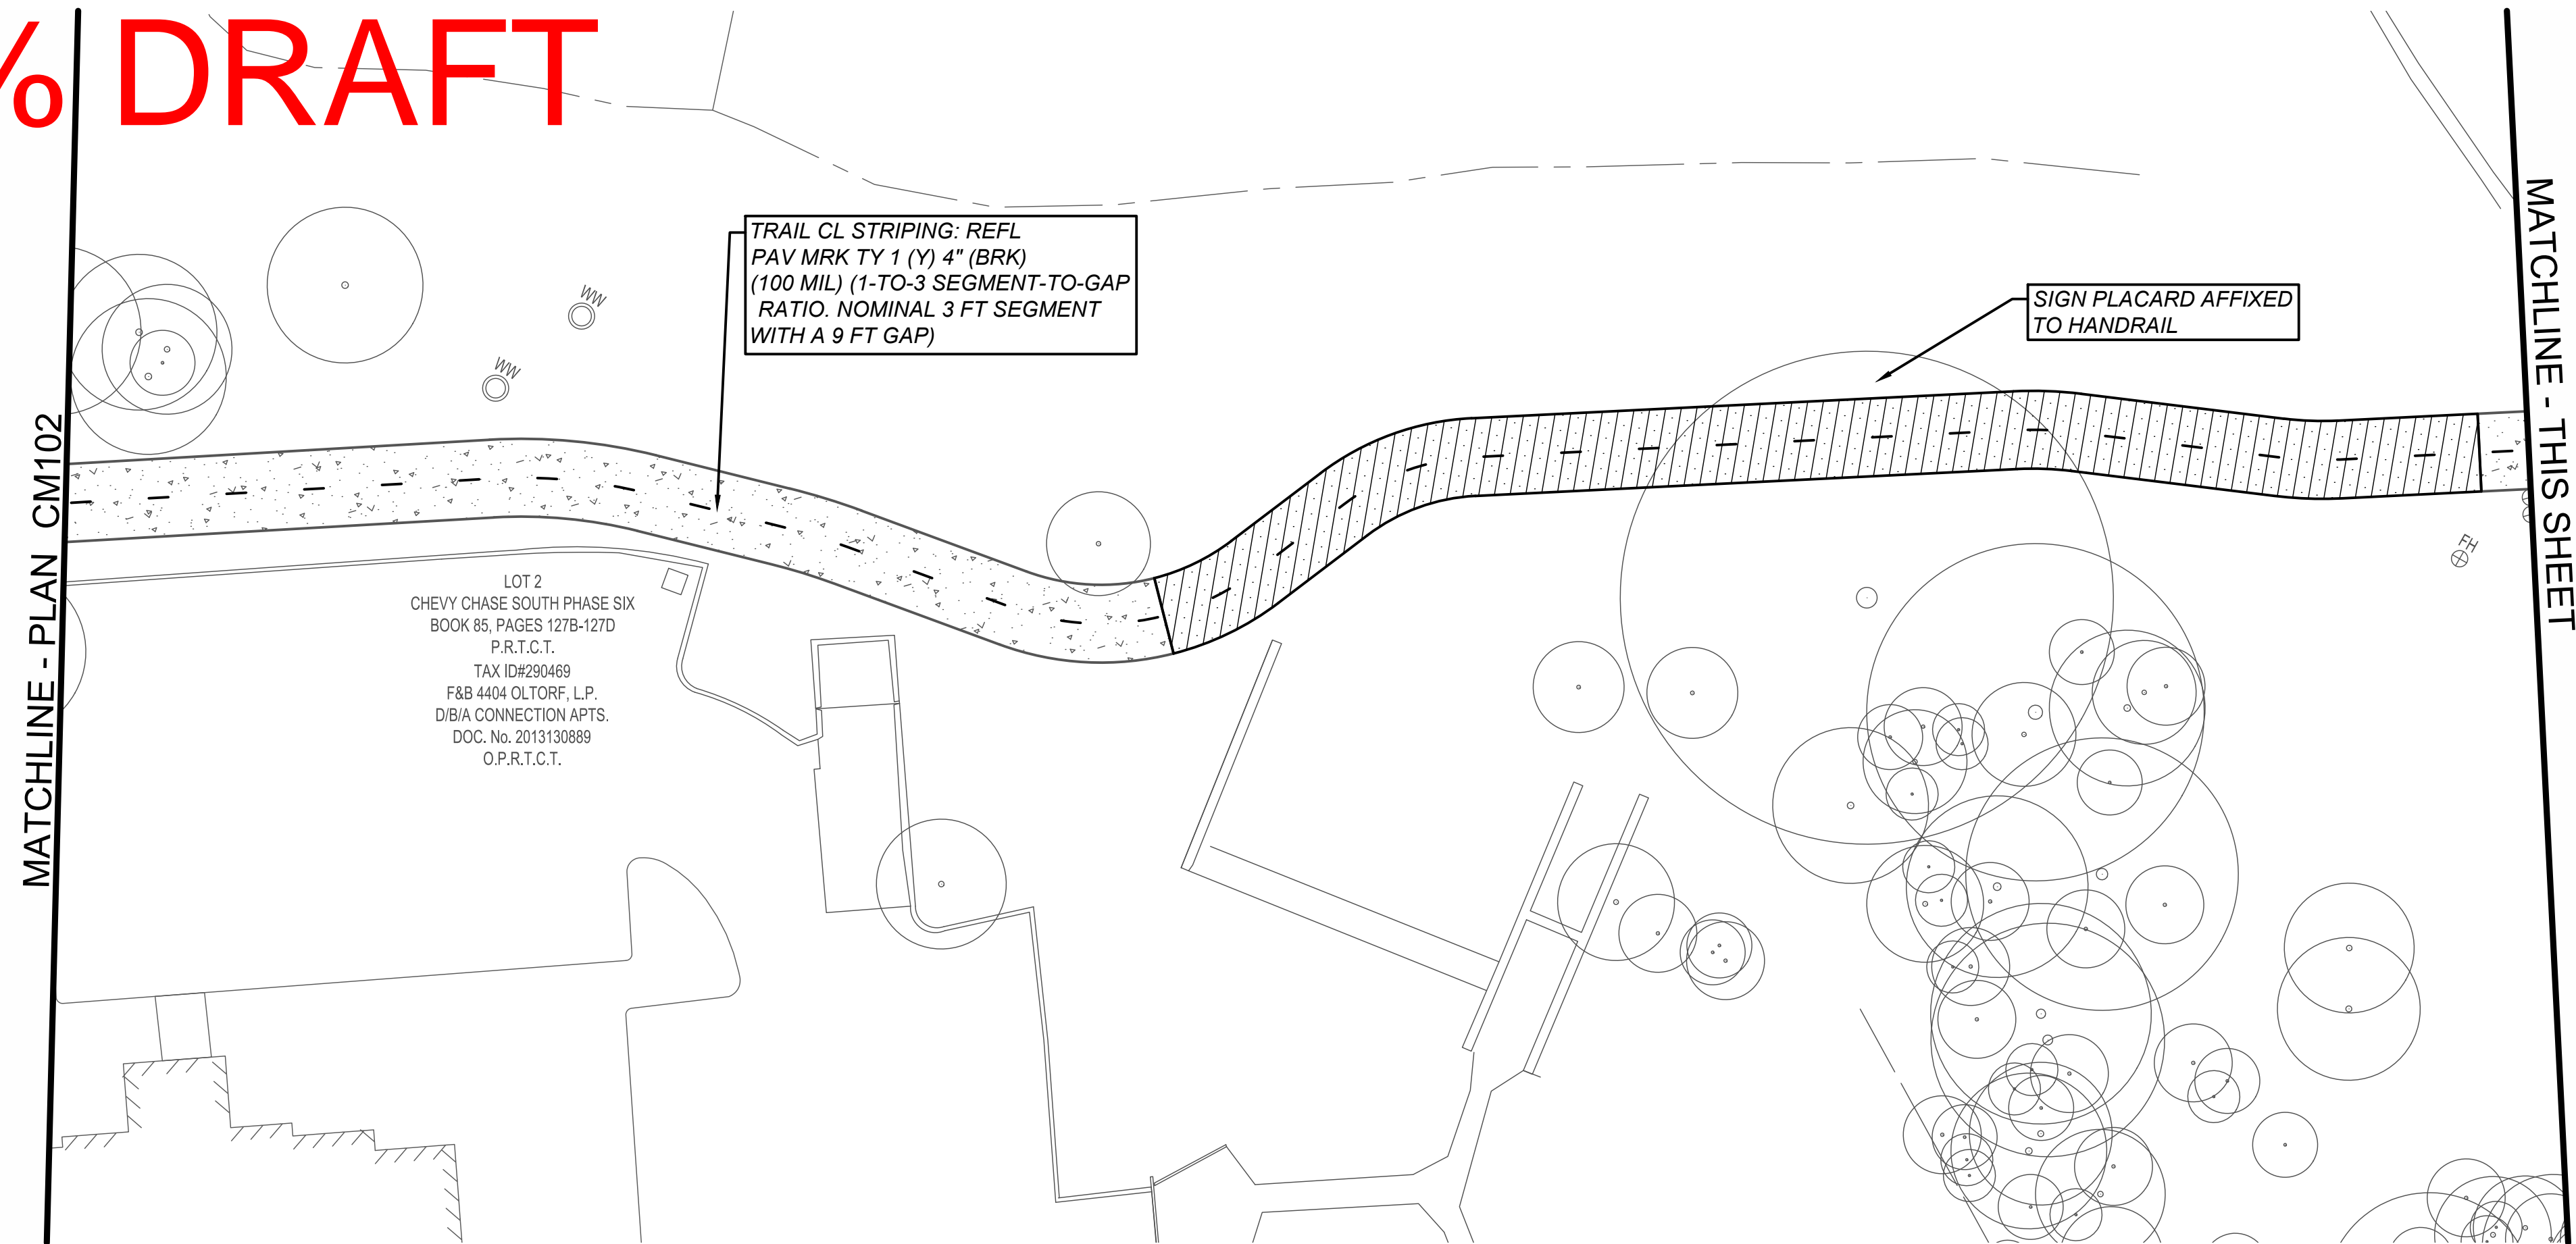 % DRAFT
TRAIL CL STRIPING: REFL
PAV MRK TY 1 (Y) 4" (BRK)
(100 MIL) (1-TO-3 SEGMENT-TO-GAP
RATIO. NOMINAL 3 FT SEGMENT
WITH A 9 FT GAP)
SIGN PLACARD AFFIXED
TO HANDRAIL
WW
WW
MATCHLINE - PLAN CM102
MATCHLINE - THIS SHEET
FH
LOT 2
CHEVY CHASE SOUTH PHASE SIX
BOOK 85, PAGES 127B-127D
P.R.T.C.T.
TAX ID#290469
F&B 4404 OLTORF, L.P.
D/B/A CONNECTION APTS.
DOC. No. 2013130889
O.P.R.T.C.T.